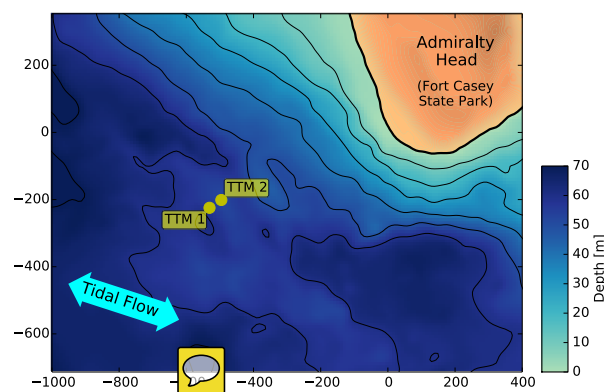 Admiralty
Head
(Fort Casey
State Park)
TTM 2
TTM 1
Tidal Flow
200
0
−200
−400
−600
−1000
−800
−400
−200
0
200
400
70
60
50
40
30
20
10
0
Depth [m]